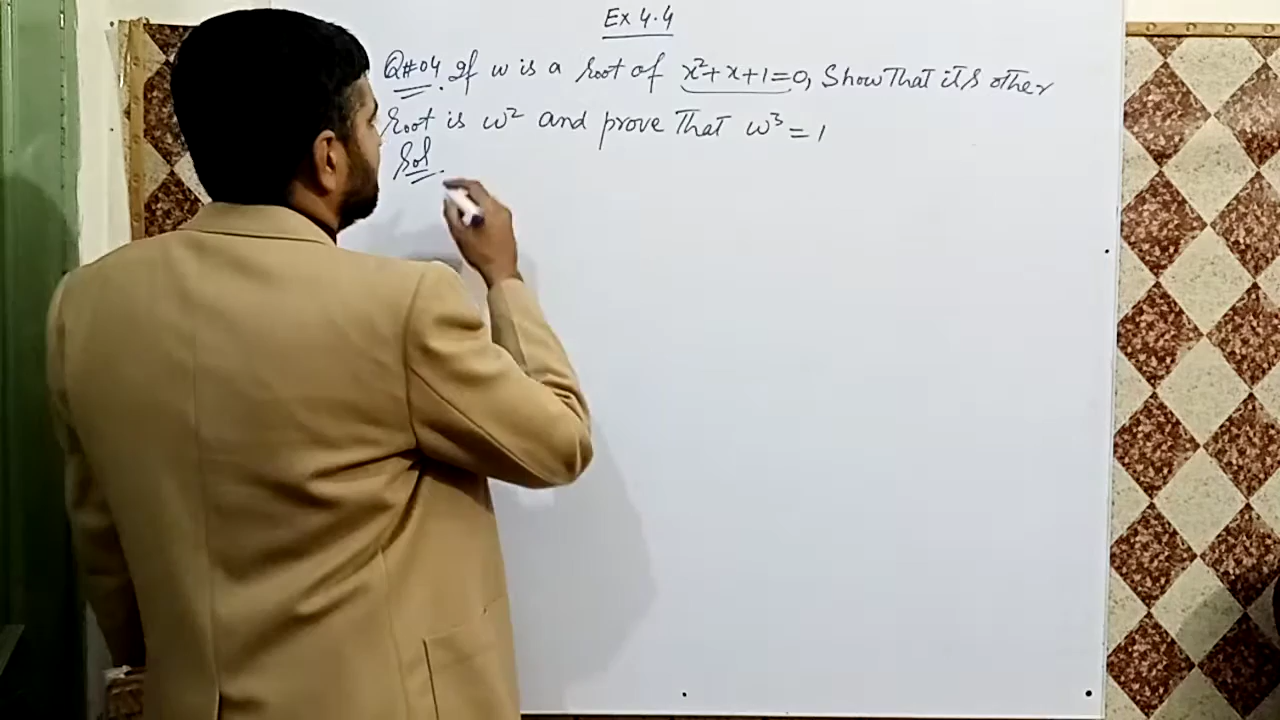 Ex 4.4
Q#04. If w is a root of x²+x+1=0, Show That it's other
root is w² and prove That w³=1
Sol.